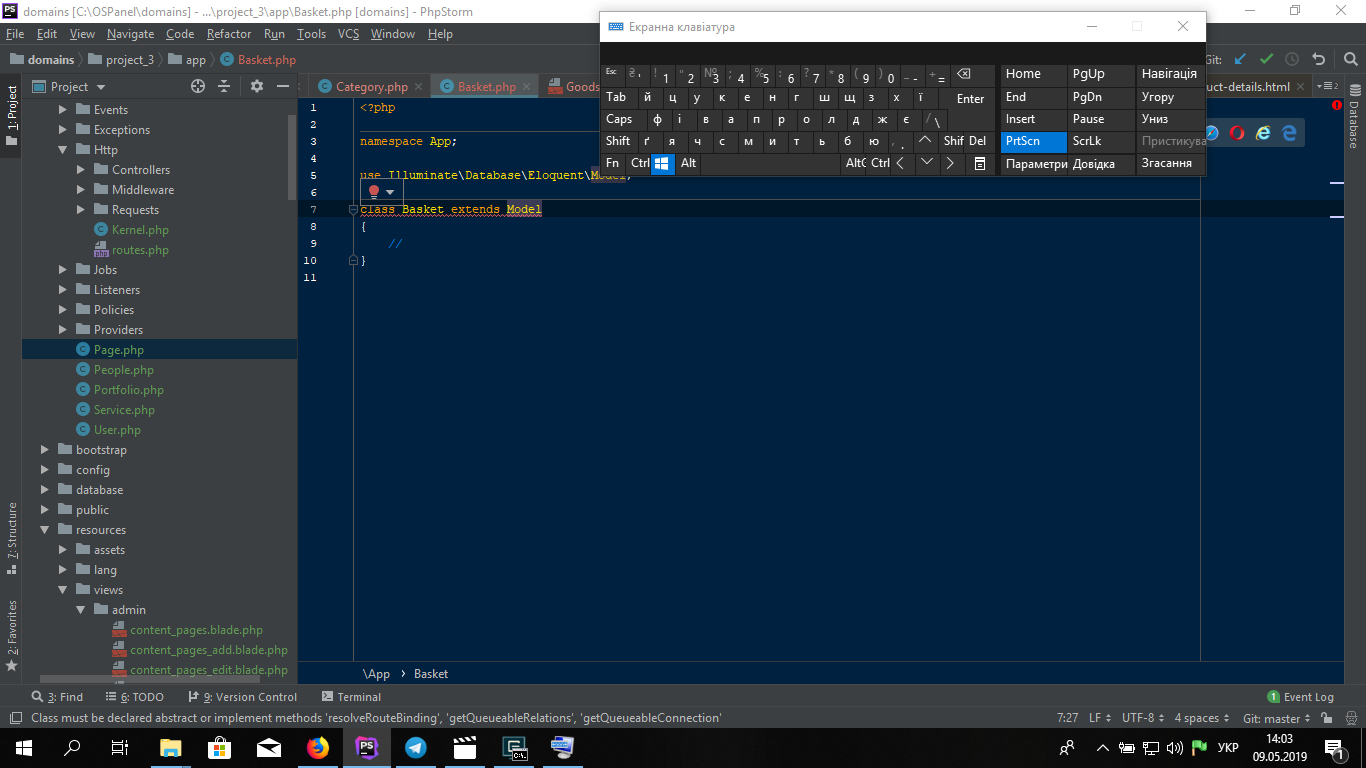 domains [C:\OSPanel\domains] - ...\project_3\app\Basket.php [domains] - PhpStorm
File Edit View Navigate Code Refactor Run Tools VCS Window Help
domains project_3 app Basket.php
Git:
Project
Category.php Basket.php Goods
uct-details.html
Екранна клавіатура
Esc ₴ ' ! 1 " 2 № 3 ; 4 % 5 : 6 ? 7 * 8 ( 9 ) 0 _ - + = Home PgUp Навігація
Tab й ц у к е н г ш щ з х ї Enter End PgDn Угору
Caps ф і в а п р о л д ж є / \ Insert Pause Униз
Shift ґ я ч с м и т ь б ю , . Shif Del PrtScn ScrLk Пристикува
Fn Ctrl Alt AltG Ctrl Параметри Довідка Згасання
1: Project
7: Structure
2: Favorites
Database
Events
Exceptions
Http
Controllers
Middleware
Requests
Kernel.php
routes.php
Jobs
Listeners
Policies
Providers
Page.php
People.php
Portfolio.php
Service.php
User.php
bootstrap
config
database
public
resources
assets
lang
views
admin
content_pages.blade.php
content_pages_add.blade.php
content_pages_edit.blade.php
1 <?php
2
3 namespace App;
4
5 use Illuminate\Database\Eloquent\Model;
6
7 class Basket extends Model
8 {
9 //
10 }
11
\App Basket
3: Find 6: TODO 9: Version Control Terminal 1 Event Log
Class must be declared abstract or implement methods 'resolveRouteBinding', 'getQueueableRelations', 'getQueueableConnection' 7:27 LF UTF-8 4 spaces Git: master
УКР
14:03
09.05.2019
1